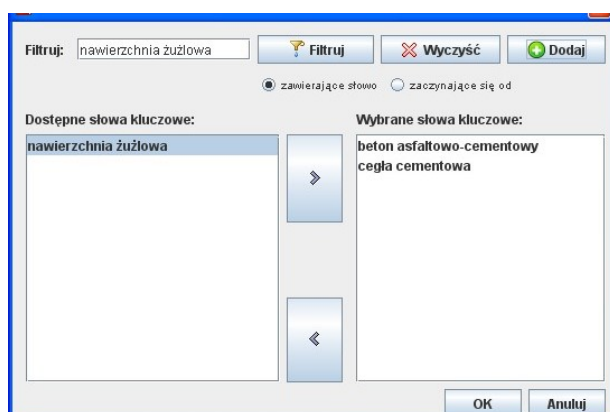 Filtruj: nawierzchnia żużlowa Filtruj Wyczyść Dodaj
zawierające słowo zaczynające się od
Dostępne słowa kluczowe: Wybrane słowa kluczowe:
nawierzchnia żużlowa beton asfaltowo-cementowy
cegła cementowa
OK Anuluj